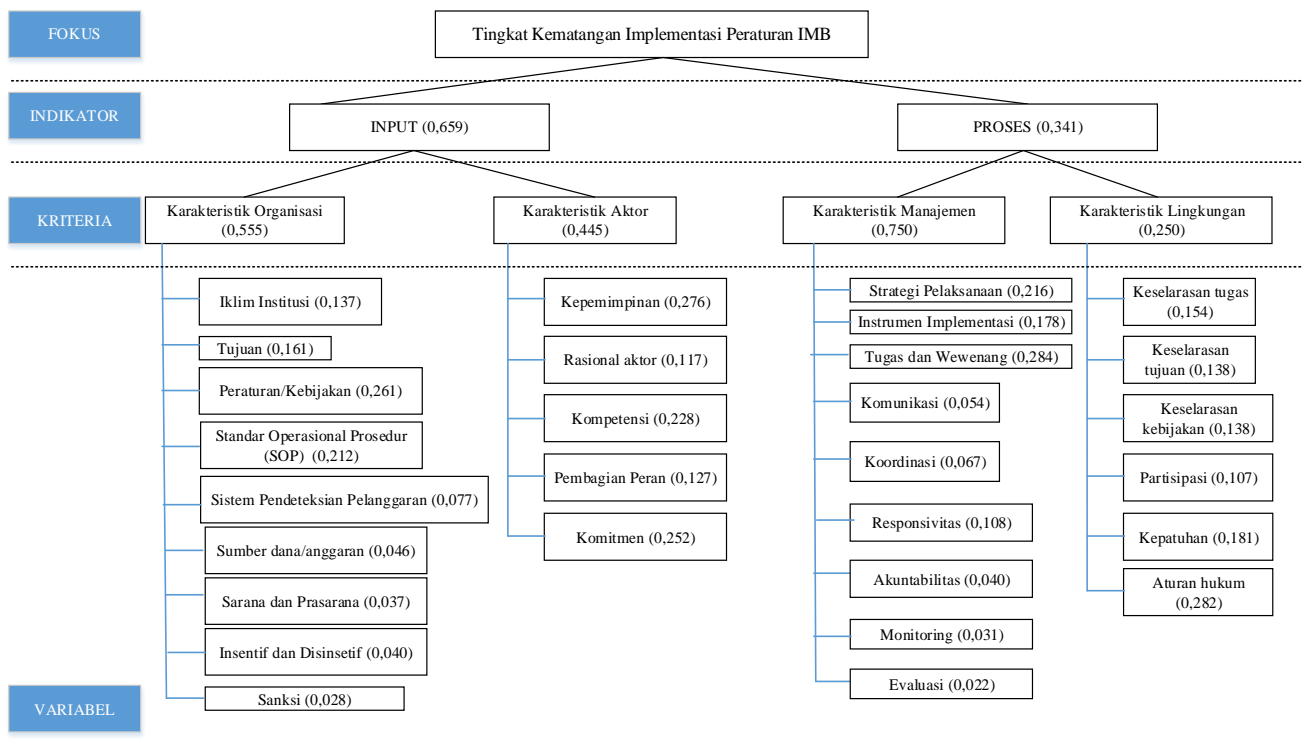 FOKUS
Tingkat Kematangan Implementasi Peraturan IMB
INDIKATOR
INPUT (0,659)
PROSES (0,341)
KRITERIA
Karakteristik Organisasi
(0,555)
Karakteristik Aktor
(0,445)
Karakteristik Manajemen
(0,750)
Karakteristik Lingkungan
(0,250)
Iklim Institusi (0,137)
Tujuan (0,161)
Peraturan/Kebijakan (0,261)
Standar Operasional Prosedur
(SOP) (0,212)
Sistem Pendeteksian Pelanggaran (0,077)
Sumber dana/anggaran (0,046)
Sarana dan Prasarana (0,037)
Insentif dan Disinsetif (0,040)
Sanksi (0,028)
Kepemimpinan (0,276)
Rasional aktor (0,117)
Kompetensi (0,228)
Pembagian Peran (0,127)
Komitmen (0,252)
Strategi Pelaksanaan (0,216)
Instrumen Implementasi (0,178)
Tugas dan Wewenang (0,284)
Komunikasi (0,054)
Koordinasi (0,067)
Responsivitas (0,108)
Akuntabilitas (0,040)
Monitoring (0,031)
Evaluasi (0,022)
Keselarasan tugas
(0,154)
Keselarasan
tujuan (0,138)
Keselarasan
kebijakan (0,138)
Partisipasi (0,107)
Kepatuhan (0,181)
Aturan hukum
(0,282)
VARIABEL